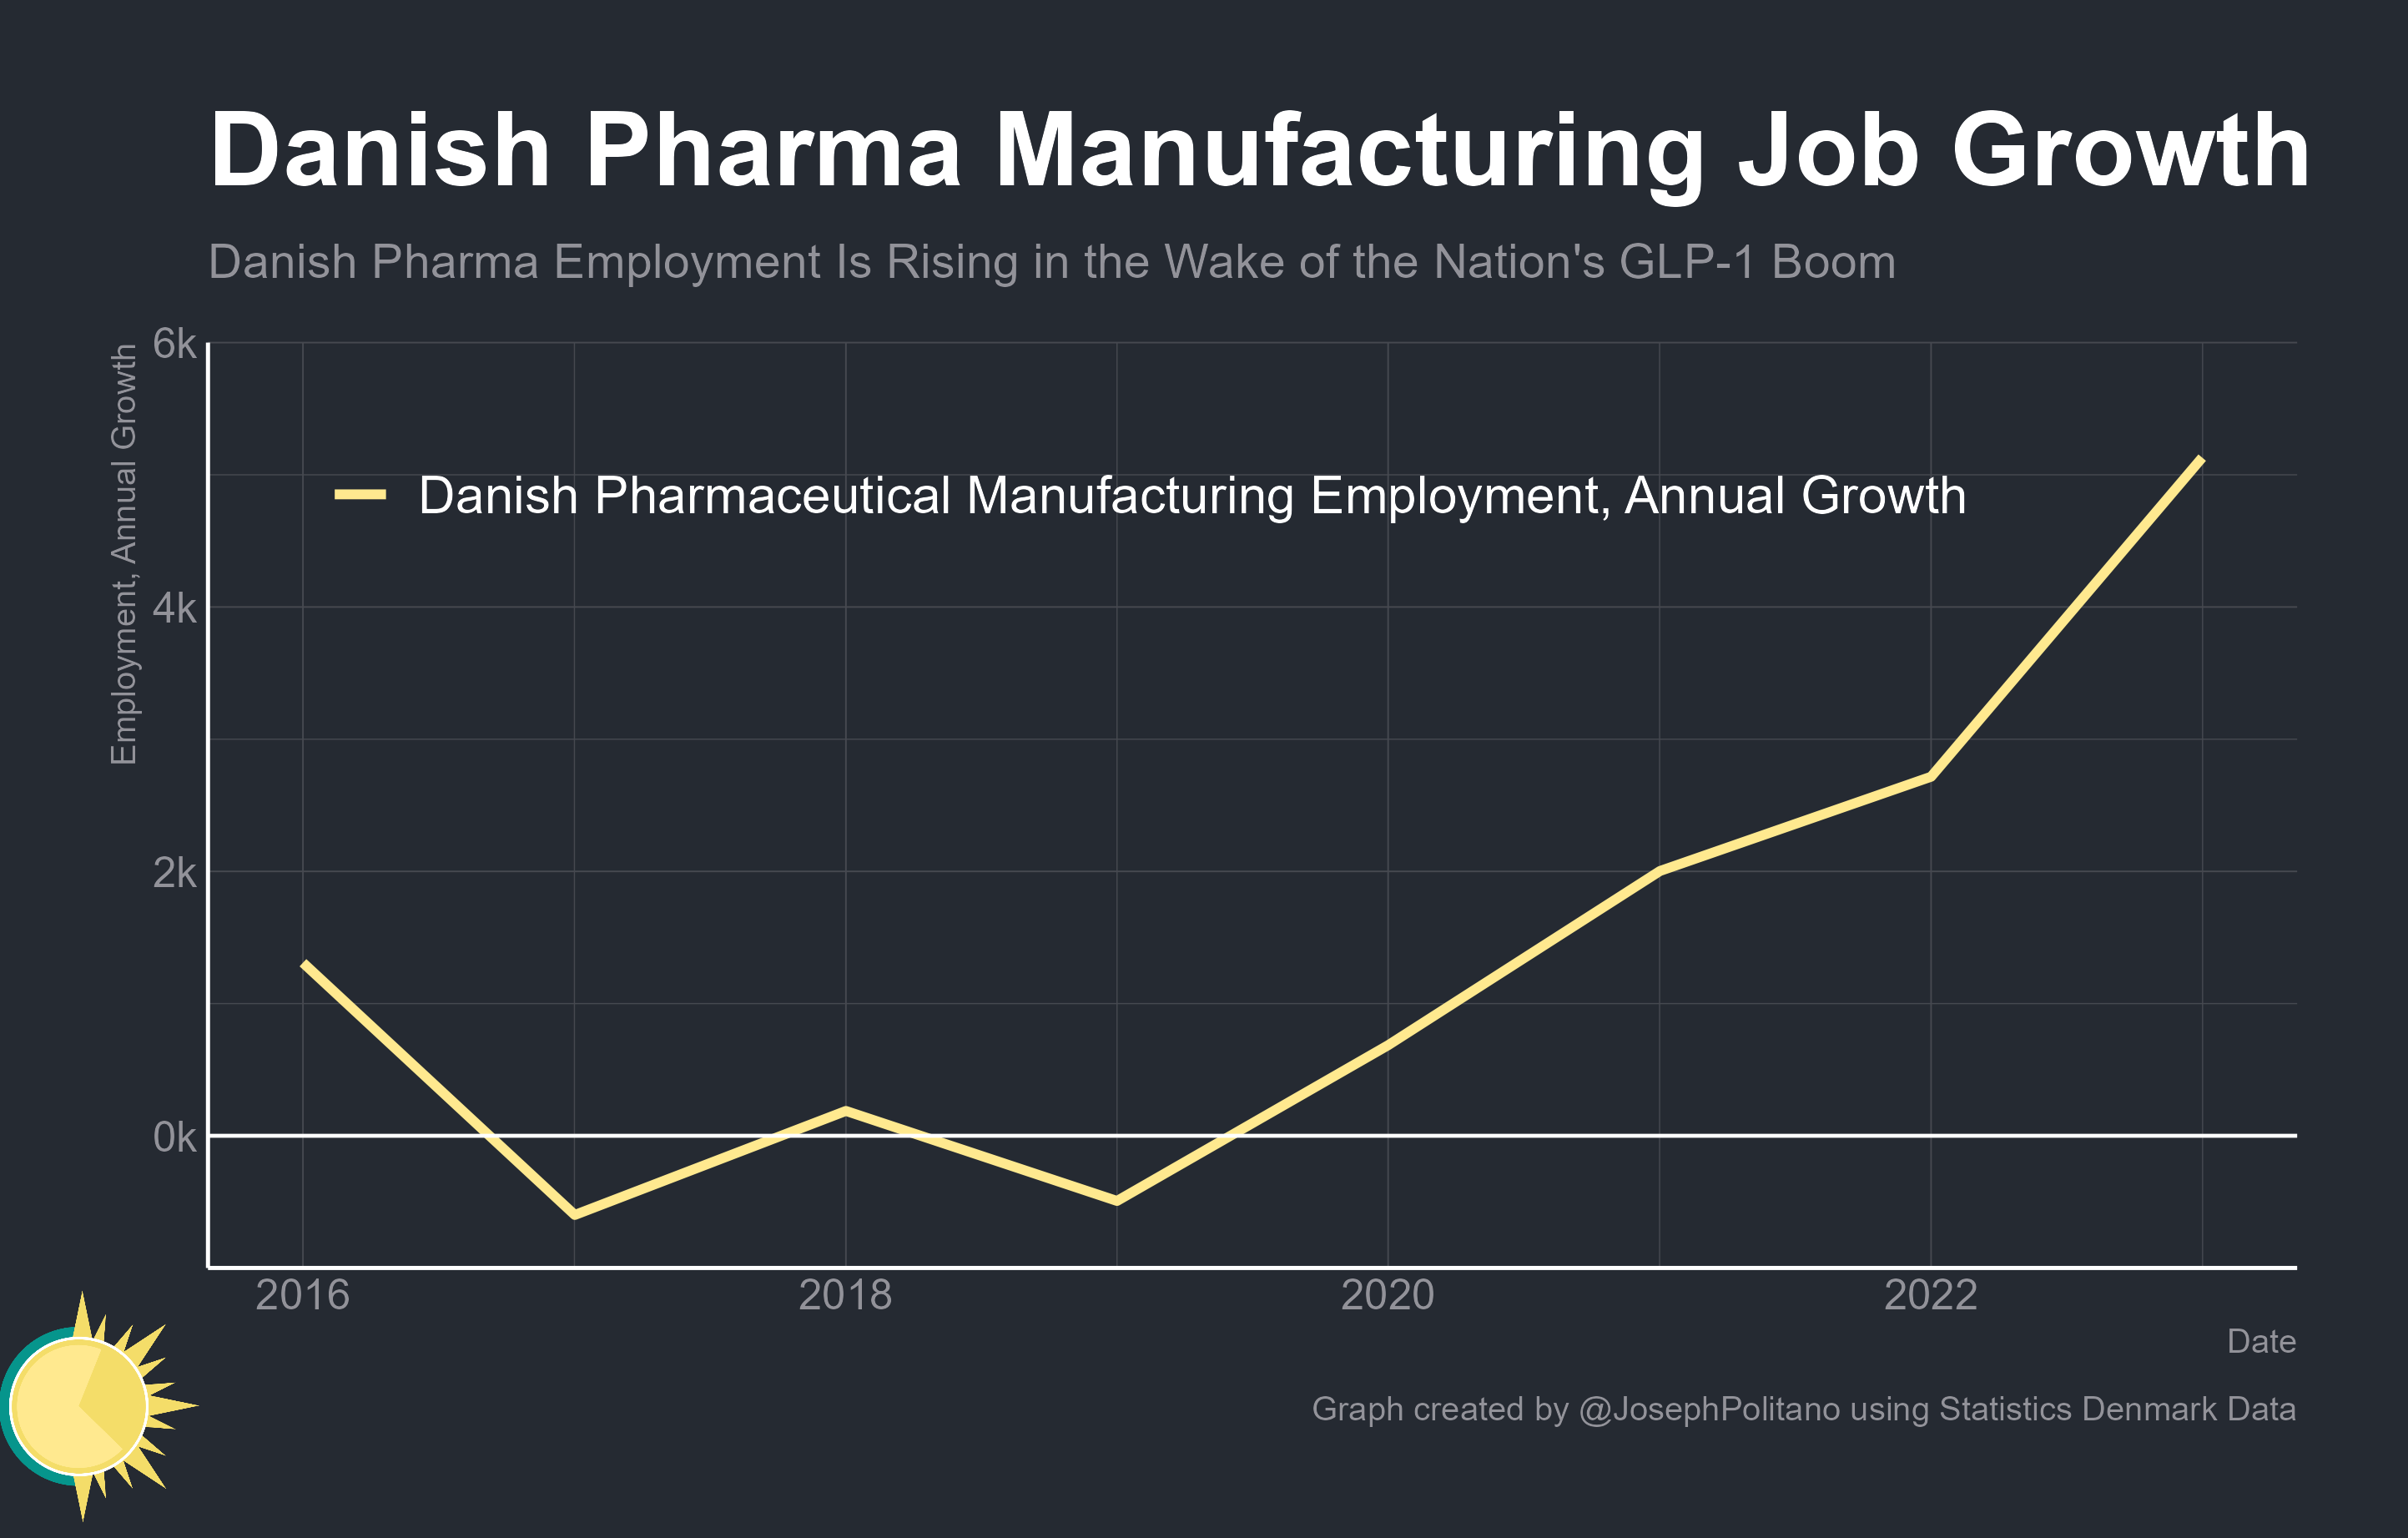 Danish Pharma Manufacturing Job Growth
Danish Pharma Employment Is Rising in the Wake of the Nation's GLP-1 Boom
Employment, Annual Growth
6k
4k
2k
0k
Danish Pharmaceutical Manufacturing Employment, Annual Growth
2016
2018
2020
2022
Date
Graph created by @JosephPolitano using Statistics Denmark Data